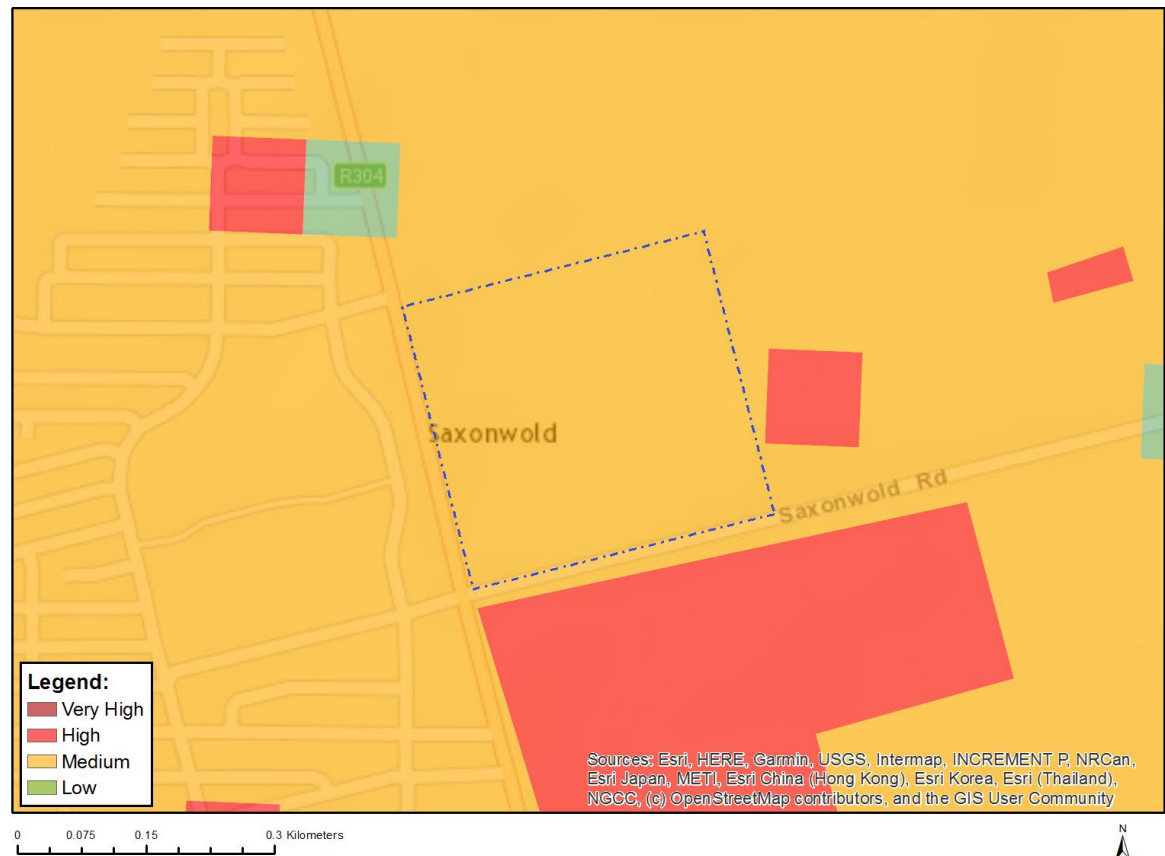 R304
Saxonwold
Saxonwold Rd
Legend:
Very High
High
Medium
Low
Sources: Esri, HERE, Garmin, USGS, Intermap, INCREMENT P, NRCan,
Esri Japan, METI, Esri China (Hong Kong), Esri Korea, Esri (Thailand),
NGCC, (c) OpenStreetMap contributors, and the GIS User Community
0 0.075 0.15 0.3 Kilometers
N